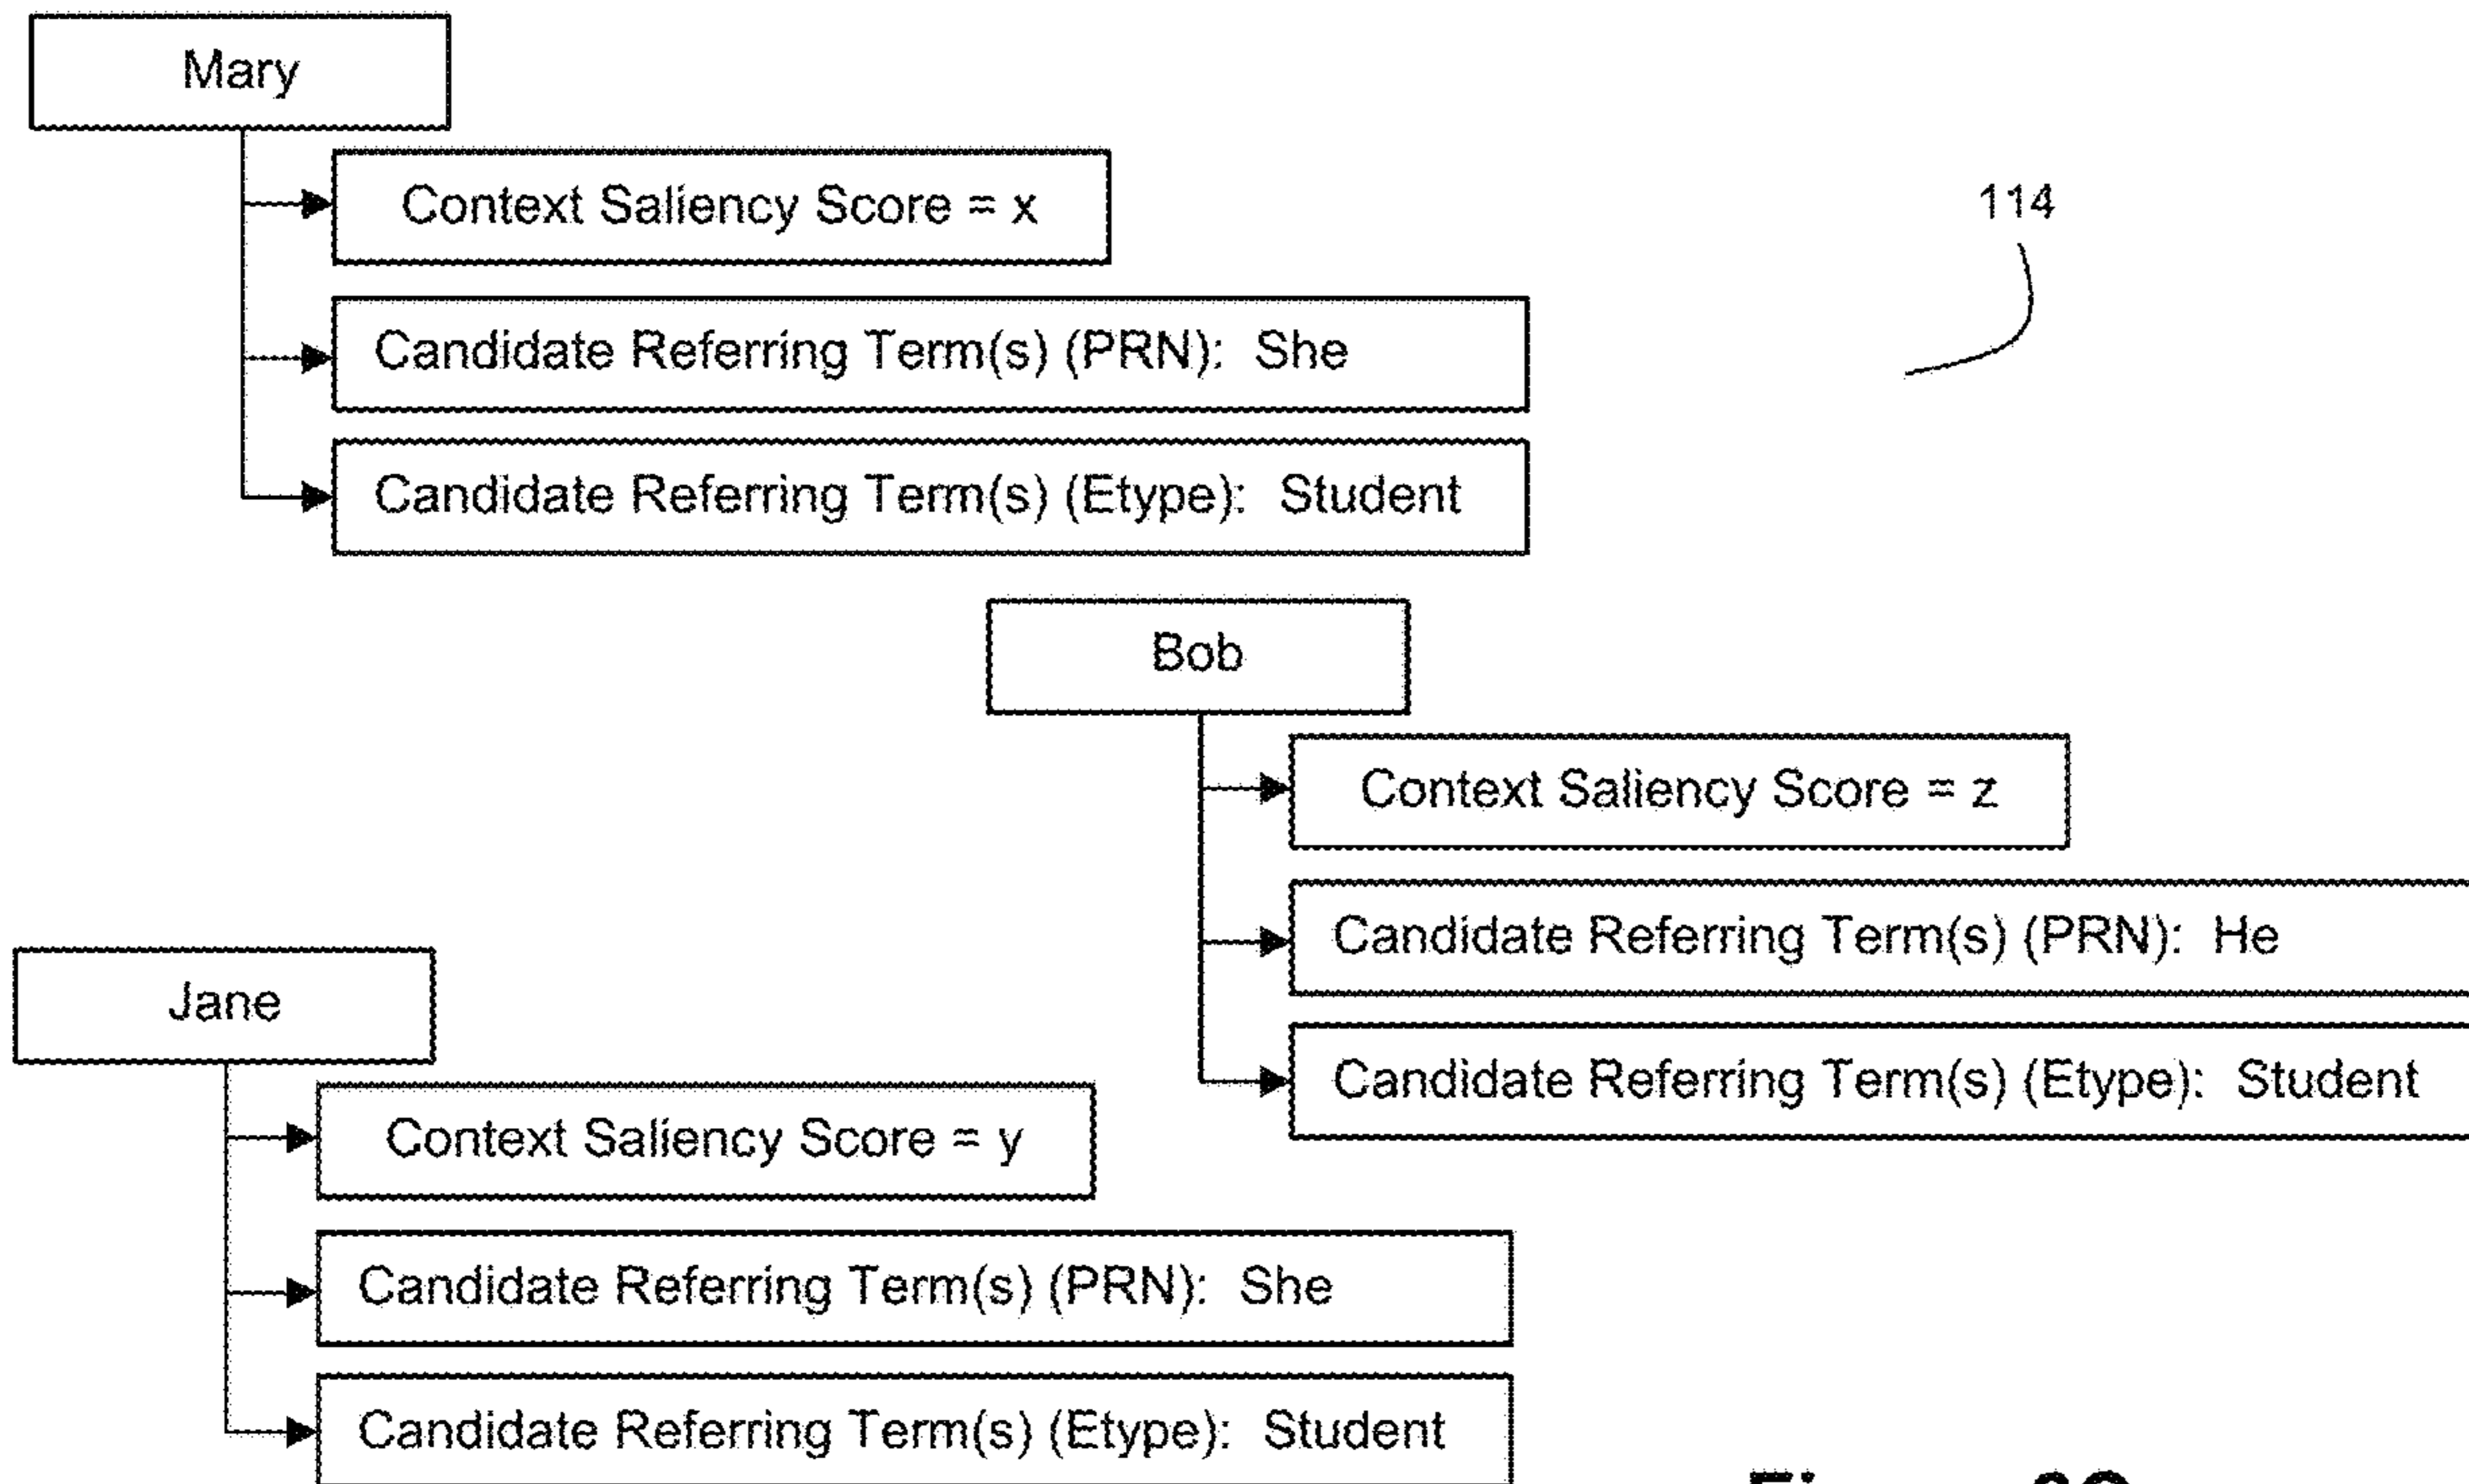 Mary
Context Saliency Score = x
114
Candidate Referring Term(s) (PRN): She
Candidate Referring Term(s) (Etype): Student
Bob
Context Saliency Score = z
Candidate Referring Term(s) (PRN): He
Candidate Referring Term(s) (Etype): Student
Jane
Context Saliency Score = y
Candidate Referring Term(s) (PRN): She
Candidate Referring Term(s) (Etype): Student